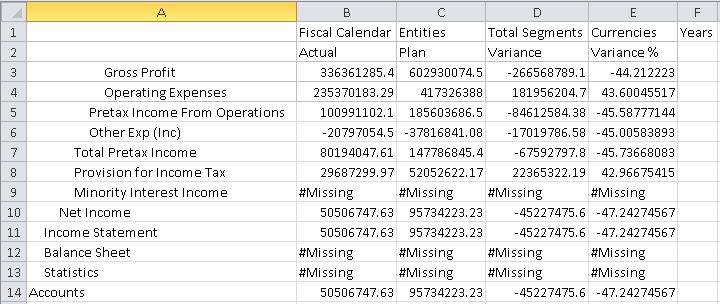 A B C D E F
1 Fiscal Calendar Entities Total Segments Currencies Years
2 Actual Plan Variance Variance %
3 Gross Profit 336361285.4 602930074.5 -266568789.1 -44.212223
4 Operating Expenses 235370183.29 417326388 181956204.7 43.60045517
5 Pretax Income From Operations 100991102.1 185603686.5 -84612584.38 -45.58777144
6 Other Exp (Inc) -20797054.5 -37816841.08 -17019786.58 -45.00583893
7 Total Pretax Income 80194047.61 147786845.4 -67592797.8 -45.73668083
8 Provision for Income Tax 29687299.97 52052622.17 22365322.19 42.96675415
9 Minority Interest Income #Missing #Missing #Missing #Missing
10 Net Income 50506747.63 95734223.23 -45227475.6 -47.24274567
11 Income Statement 50506747.63 95734223.23 -45227475.6 -47.24274567
12 Balance Sheet #Missing #Missing #Missing #Missing
13 Statistics #Missing #Missing #Missing #Missing
14 Accounts 50506747.63 95734223.23 -45227475.6 -47.24274567